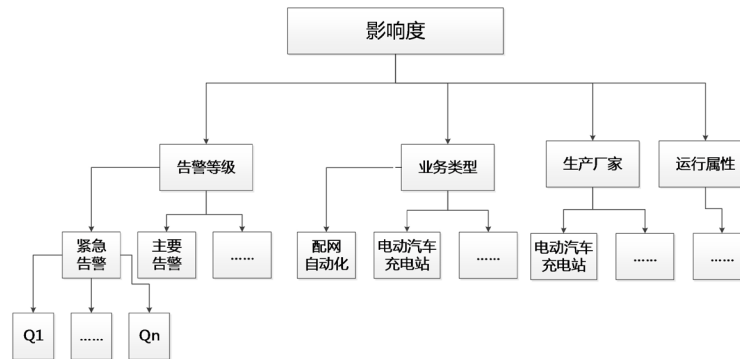 影响度
告警等级
业务类型
生产厂家
运行属性
紧急
告警
主要
告警
……
配网
自动化
电动汽车
充电站
……
电动汽车
充电站
……
……
Q1
……
Qn